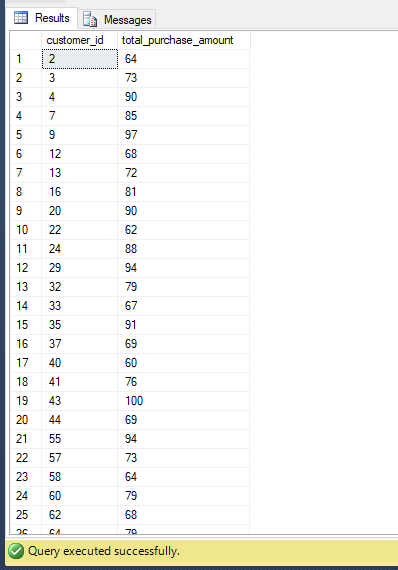 Results Messages
customer_id total_purchase_amount
1 2 64
2 3 73
3 4 90
4 7 85
5 9 97
6 12 68
7 13 72
8 16 81
9 20 90
10 22 62
11 24 88
12 29 94
13 32 79
14 33 67
15 35 91
16 37 69
17 40 60
18 41 76
19 43 100
20 44 69
21 55 94
22 57 73
23 58 64
24 60 79
25 62 68
26 64 79
Query executed successfully.